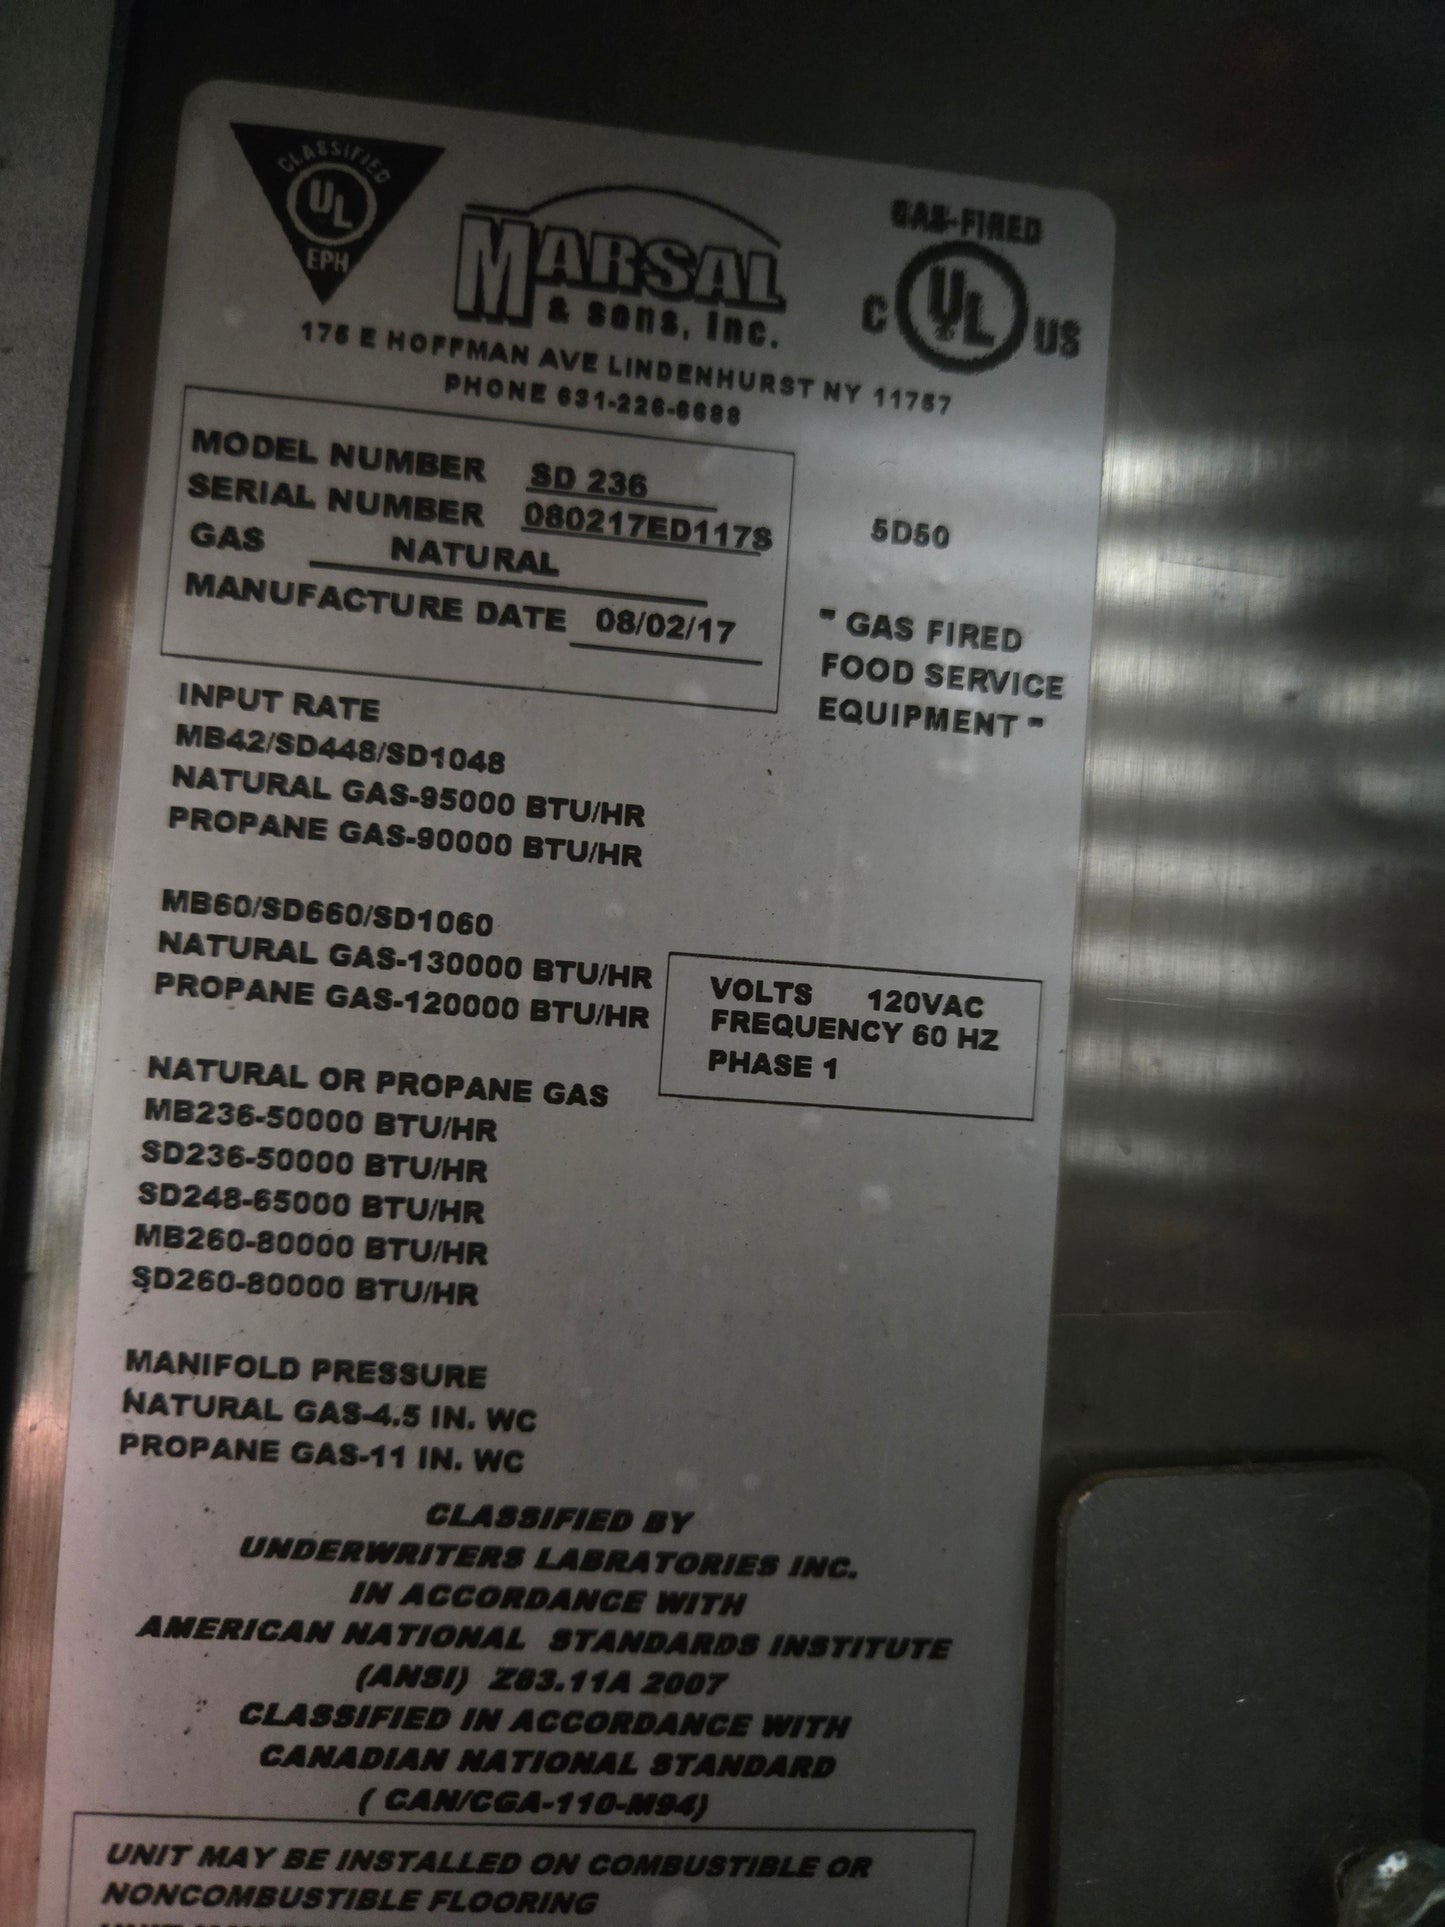 CLASSIFIED
UL
EPH
MARSAL
& SONS, INC.
GAS-FIRED
C UL US
175 E HOFFMAN AVE LINDENHURST NY 11757
PHONE 631-226-6688
MODEL NUMBER SD 236
SERIAL NUMBER 080217ED117S
GAS NATURAL
MANUFACTURE DATE 08/02/17
5D50
" GAS FIRED
FOOD SERVICE
EQUIPMENT "
INPUT RATE
MB42/SD448/SD1048
NATURAL GAS-95000 BTU/HR
PROPANE GAS-90000 BTU/HR
MB60/SD660/SD1060
NATURAL GAS-130000 BTU/HR
PROPANE GAS-120000 BTU/HR
VOLTS 120VAC
FREQUENCY 60 HZ
PHASE 1
NATURAL OR PROPANE GAS
MB236-50000 BTU/HR
SD236-50000 BTU/HR
SD248-65000 BTU/HR
MB260-80000 BTU/HR
SD260-80000 BTU/HR
MANIFOLD PRESSURE
NATURAL GAS-4.5 IN. WC
PROPANE GAS-11 IN. WC
CLASSIFIED BY
UNDERWRITERS LABRATORIES INC.
IN ACCORDANCE WITH
AMERICAN NATIONAL STANDARDS INSTITUTE
(ANSI) Z83.11A 2007
CLASSIFIED IN ACCORDANCE WITH
CANADIAN NATIONAL STANDARD
( CAN/CGA-110-M94)
UNIT MAY BE INSTALLED ON COMBUSTIBLE OR
NONCOMBUSTIBLE FLOORING